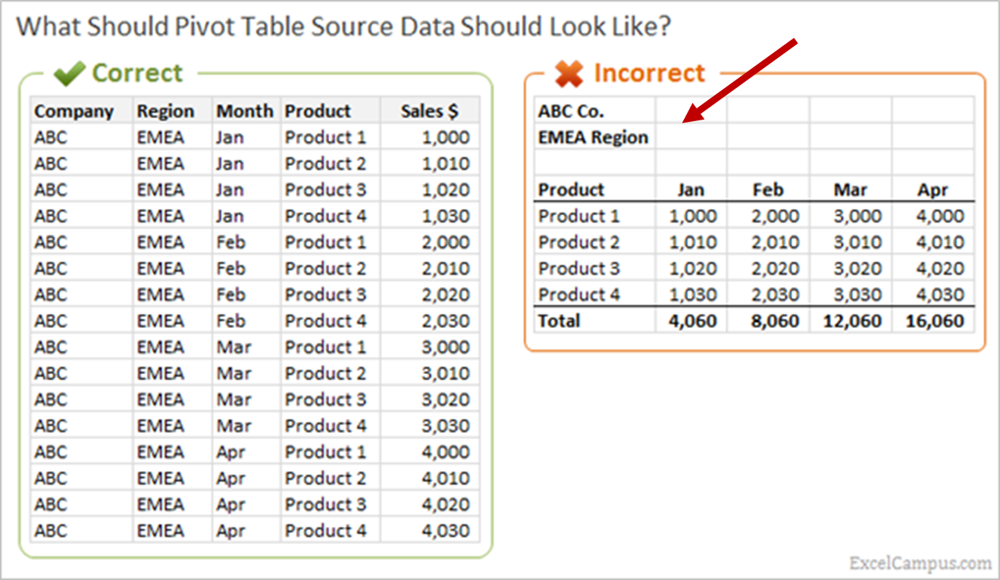 What Should Pivot Table Source Data Should Look Like?
Correct
Company Region Month Product Sales $
ABC EMEA Jan Product 1 1,000
ABC EMEA Jan Product 2 1,010
ABC EMEA Jan Product 3 1,020
ABC EMEA Jan Product 4 1,030
ABC EMEA Feb Product 1 2,000
ABC EMEA Feb Product 2 2,010
ABC EMEA Feb Product 3 2,020
ABC EMEA Feb Product 4 2,030
ABC EMEA Mar Product 1 3,000
ABC EMEA Mar Product 2 3,010
ABC EMEA Mar Product 3 3,020
ABC EMEA Mar Product 4 3,030
ABC EMEA Apr Product 1 4,000
ABC EMEA Apr Product 2 4,010
ABC EMEA Apr Product 3 4,020
ABC EMEA Apr Product 4 4,030
Incorrect
ABC Co.
EMEA Region
Product Jan Feb Mar Apr
Product 1 1,000 2,000 3,000 4,000
Product 2 1,010 2,010 3,010 4,010
Product 3 1,020 2,020 3,020 4,020
Product 4 1,030 2,030 3,030 4,030
Total 4,060 8,060 12,060 16,060
ExcelCampus.com